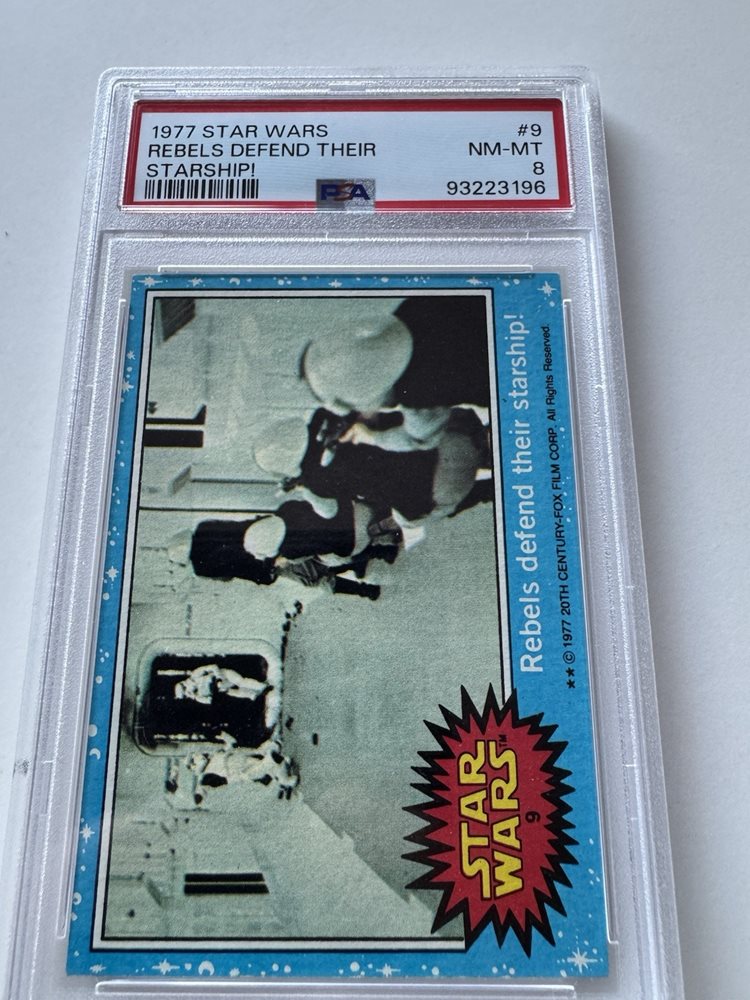 1977 STAR WARS #9
REBELS DEFEND THEIR NM-MT
STARSHIP! 8
PSA 93223196
Rebels defend their starship!
★★ © 1977 20TH CENTURY-FOX FILM CORP. All Rights Reserved.
STAR
WARS™
9